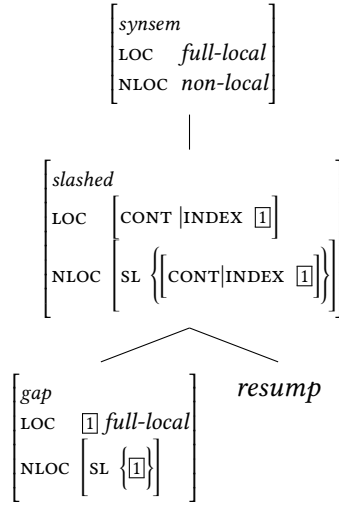 synsem
LOC full-local
NLOC non-local
slashed
LOC [CONT |INDEX 1]
NLOC [SL {[CONT|INDEX 1]}]
gap
LOC 1 full-local
NLOC [SL {1}]
resump